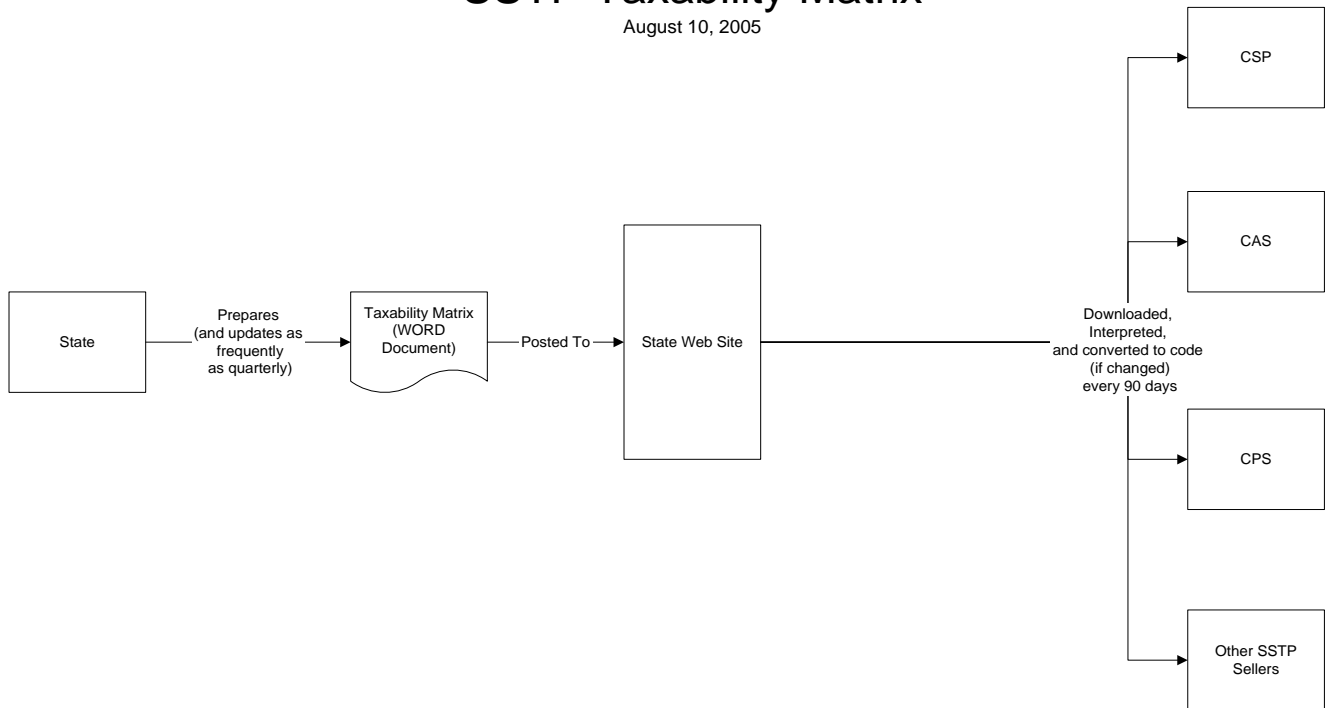 Taxability Matrix
August 10, 2005
CSP
CAS
State
Prepares
(and updates as
frequently
as quarterly)
Taxability Matrix
(WORD
Document)
Posted To
State Web Site
Downloaded,
Interpreted,
and converted to code
(if changed)
every 90 days
CPS
Other SSTP
Sellers